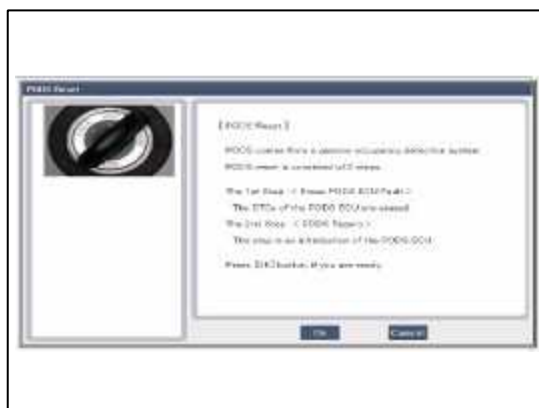 PODS Reset
[ PODS Reset ]
PODS comes from a passive occupancy detection system
PODS reset is consisted of 2 steps.
The 1st Step : < Erase PODS ECU Fault >
The DTCs of the PODS ECU are erased
The 2nd Step : < PODS Rezero >
The step is an initialization of the PODS ECU
Press [OK] button, if you are ready.
OK
Cancel